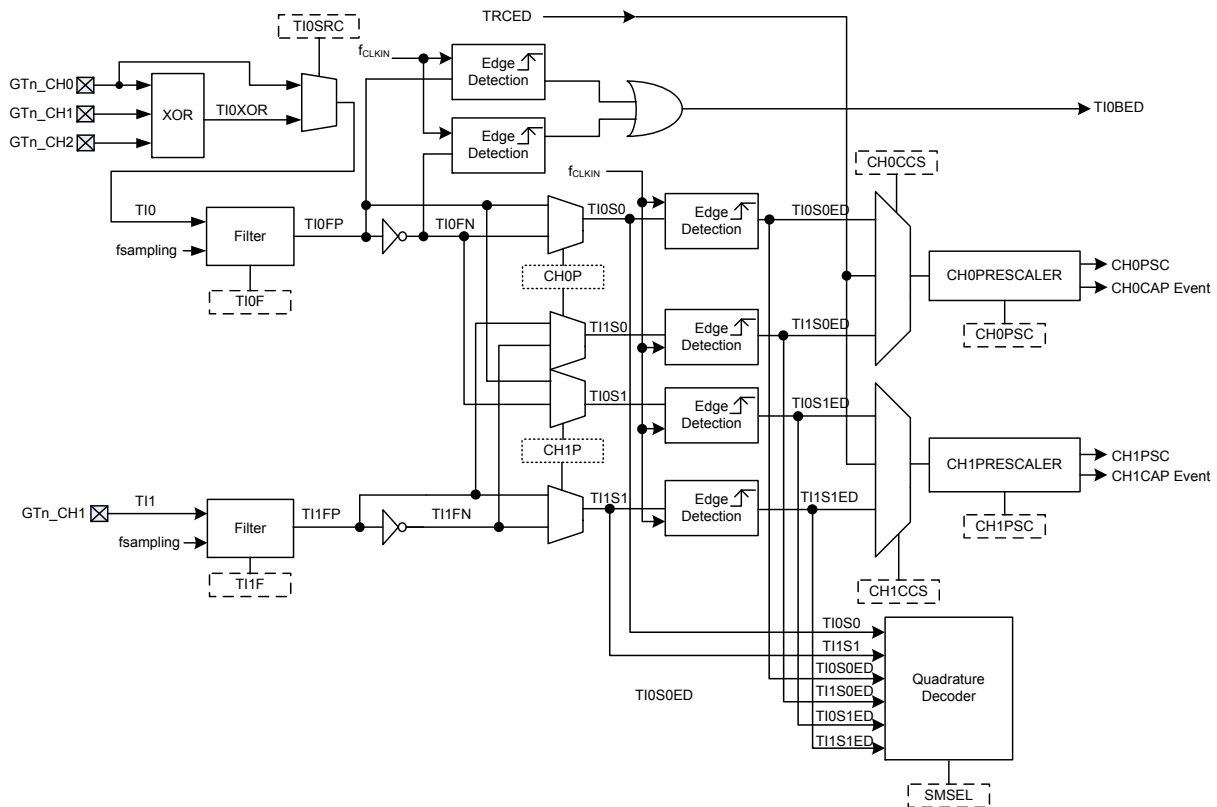 TRCED
TI0SRC
fCLKIN
Edge
Detection
GTn_CH0
XOR
TI0XOR
GTn_CH1
TI0BED
GTn_CH2
Edge
Detection
CH0CCS
fCLKIN
TI0
TI0S0
Edge
Detection
TI0S0ED
Filter
TI0FP
TI0FN
fsampling
CH0PRESCALER
CH0PSC
CH0CAP Event
CH0P
TI0F
TI1S0
Edge
Detection
TI1S0ED
CH0PSC
TI0S1
Edge
Detection
TI0S1ED
CH1P
CH1PRESCALER
CH1PSC
CH1CAP Event
GTn_CH1
TI1
TI1S1
Edge
Detection
TI1S1ED
Filter
TI1FP
TI1FN
CH1PSC
fsampling
TI1F
CH1CCS
TI0S0
TI1S1
TI0S0ED
TI0S0ED
TI1S0ED
TI0S1ED
TI1S1ED
Quadrature
Decoder
SMSEL